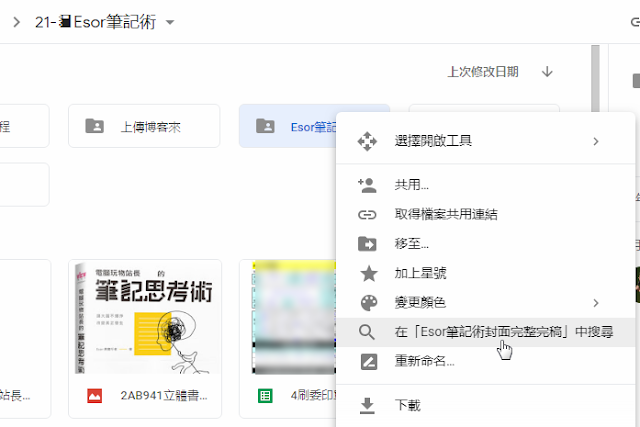 21-Esor筆記術
上次修改日期
程
上傳博客來
Esor筆記
選擇開啟工具
共用...
取得檔案共用連結
移至...
加上星號
變更顏色
在「Esor筆記術封面完整完稿」中搜尋
重新命名...
下載
電腦玩物站長 的
筆記思考術
筆記思考術
站長...
2AB941立體書...
4刷委印